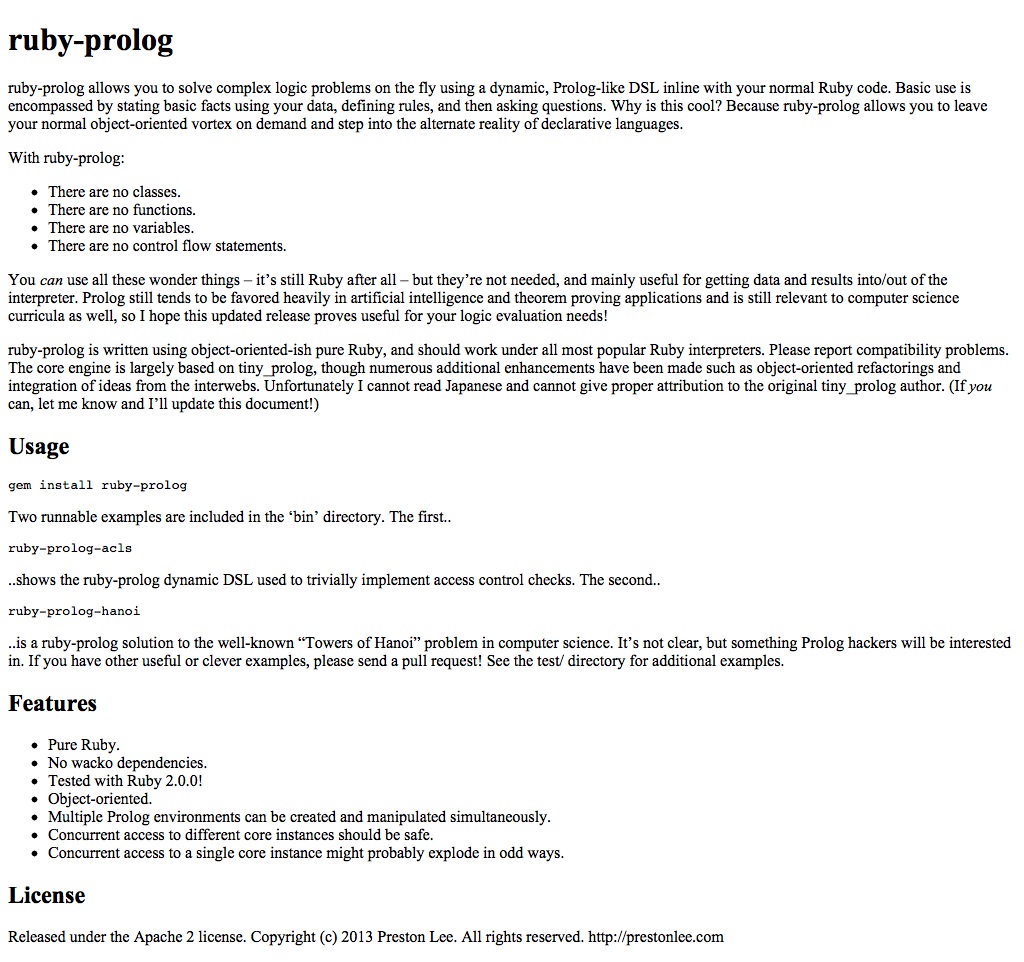 ruby-prolog
ruby-prolog allows you to solve complex logic problems on the fly using a dynamic, Prolog-like DSL inline with your normal Ruby code. Basic use is
encompassed by stating basic facts using your data, defining rules, and then asking questions. Why is this cool? Because ruby-prolog allows you to leave
your normal object-oriented vortex on demand and step into the alternate reality of declarative languages.
With ruby-prolog:
• There are no classes.
• There are no functions.
• There are no variables.
• There are no control flow statements.
You can use all these wonder things – it’s still Ruby after all – but they’re not needed, and mainly useful for getting data and results into/out of the
interpreter. Prolog still tends to be favored heavily in artificial intelligence and theorem proving applications and is still relevant to computer science
curricula as well, so I hope this updated release proves useful for your logic evaluation needs!
ruby-prolog is written using object-oriented-ish pure Ruby, and should work under all most popular Ruby interpreters. Please report compatibility problems.
The core engine is largely based on tiny_prolog, though numerous additional enhancements have been made such as object-oriented refactorings and
integration of ideas from the interwebs. Unfortunately I cannot read Japanese and cannot give proper attribution to the original tiny_prolog author. (If you
can, let me know and I’ll update this document!)
Usage
gem install ruby-prolog
Two runnable examples are included in the ‘bin’ directory. The first..
ruby-prolog-acls
..shows the ruby-prolog dynamic DSL used to trivially implement access control checks. The second..
ruby-prolog-hanoi
..is a ruby-prolog solution to the well-known “Towers of Hanoi” problem in computer science. It’s not clear, but something Prolog hackers will be interested
in. If you have other useful or clever examples, please send a pull request! See the test/ directory for additional examples.
Features
• Pure Ruby.
• No wacko dependencies.
• Tested with Ruby 2.0.0!
• Object-oriented.
• Multiple Prolog environments can be created and manipulated simultaneously.
• Concurrent access to different core instances should be safe.
• Concurrent access to a single core instance might probably explode in odd ways.
License
Released under the Apache 2 license. Copyright (c) 2013 Preston Lee. All rights reserved. http://prestonlee.com